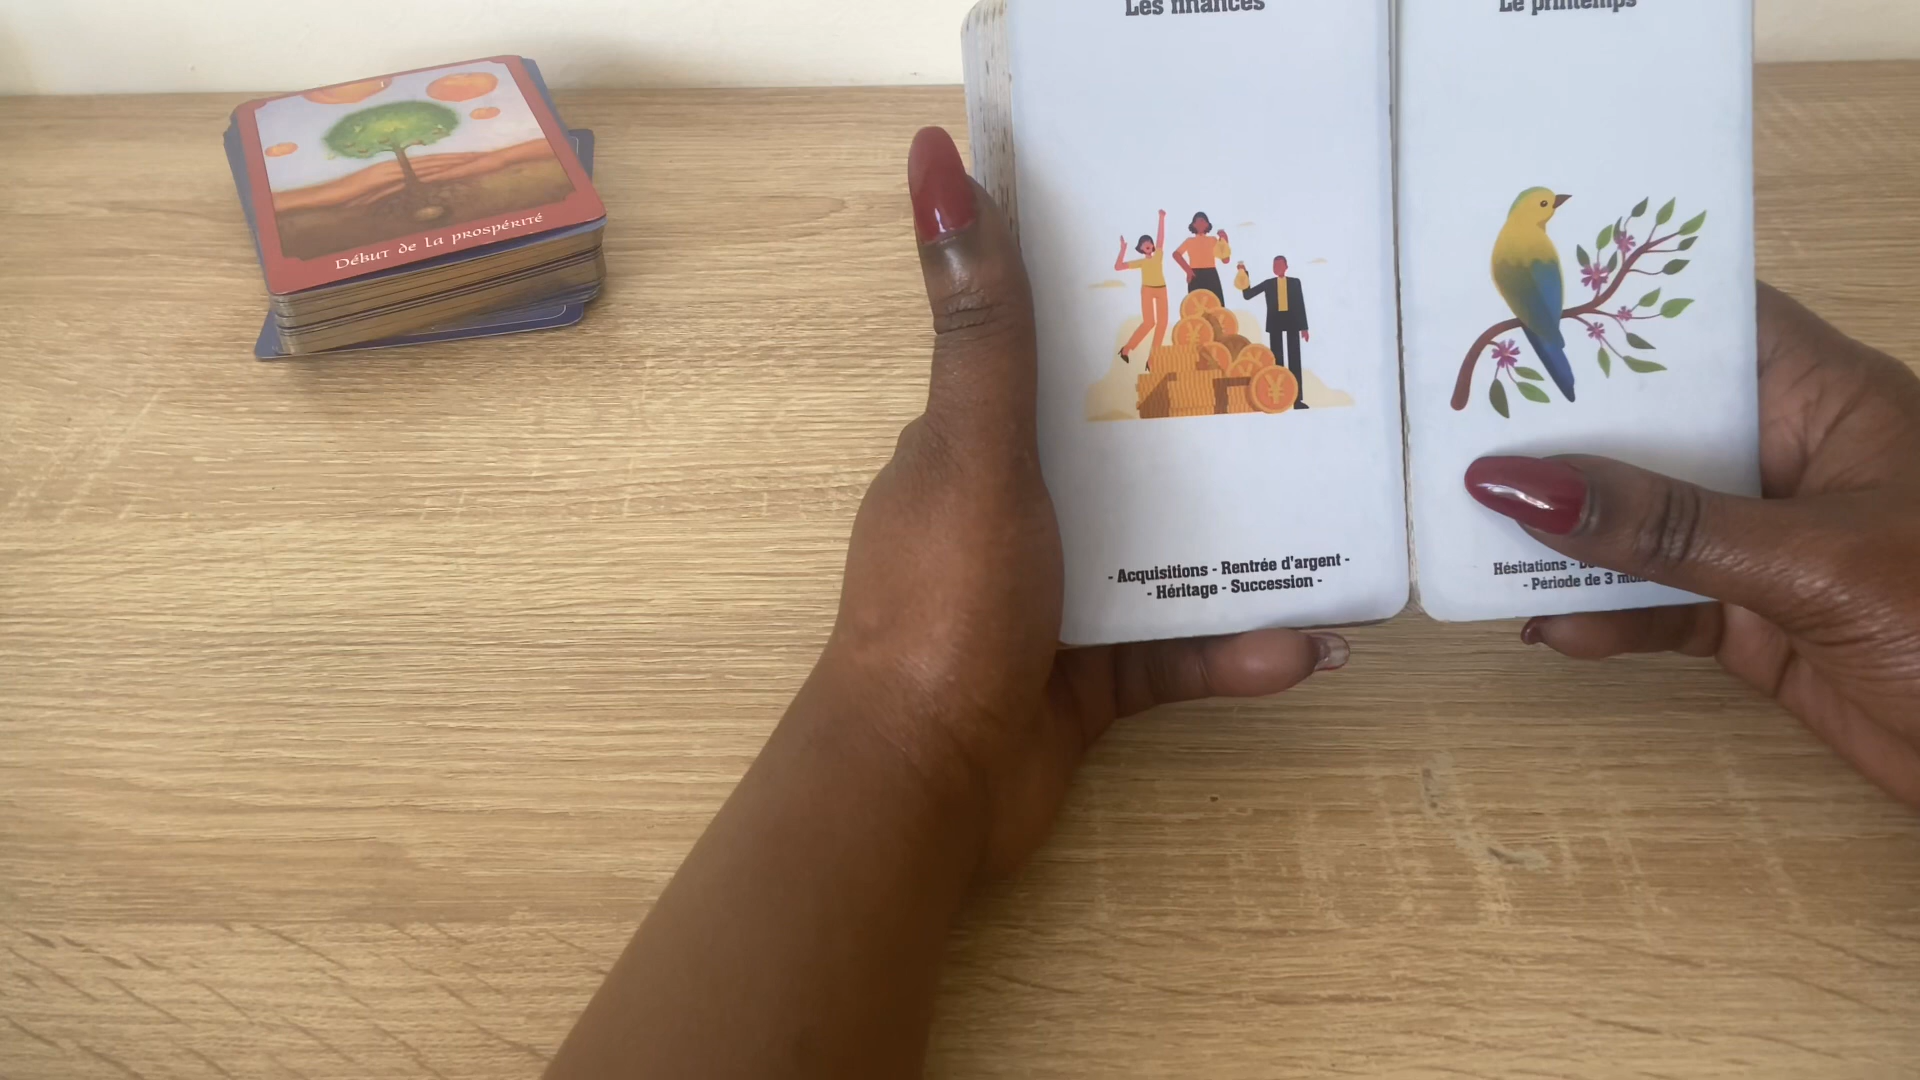 I
Début de la prospérité
Les finances
- Acquisitions - Rentrée d'argent -
- Héritage - Succession -
Le printemps
Hésitations -
- Période de 3